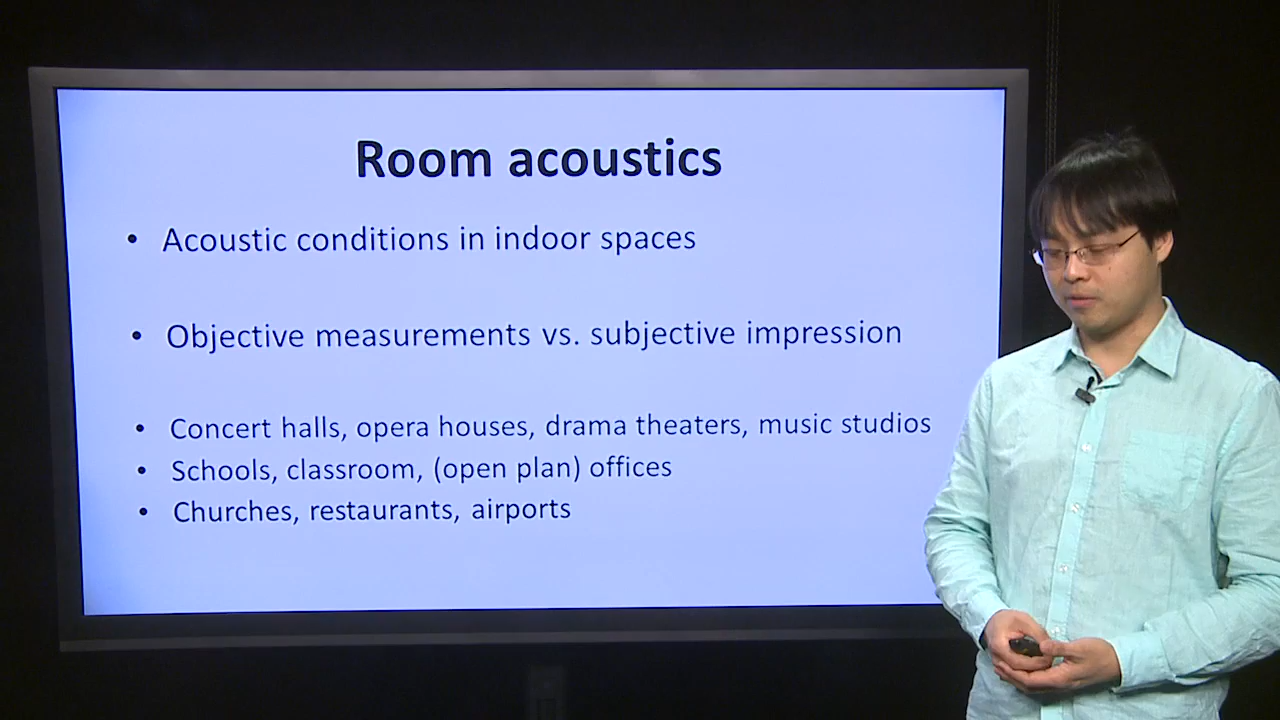 Room acoustics
• Acoustic conditions in indoor spaces
• Objective measurements vs. subjective impression
• Concert halls, opera houses, drama theaters, music studios
• Schools, classroom, (open plan) offices
• Churches, restaurants, airports